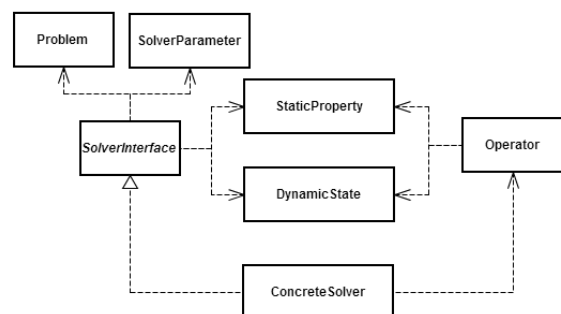 Problem
SolverParameter
StaticProperty
SolverInterface
Operator
DynamicState
ConcreteSolver